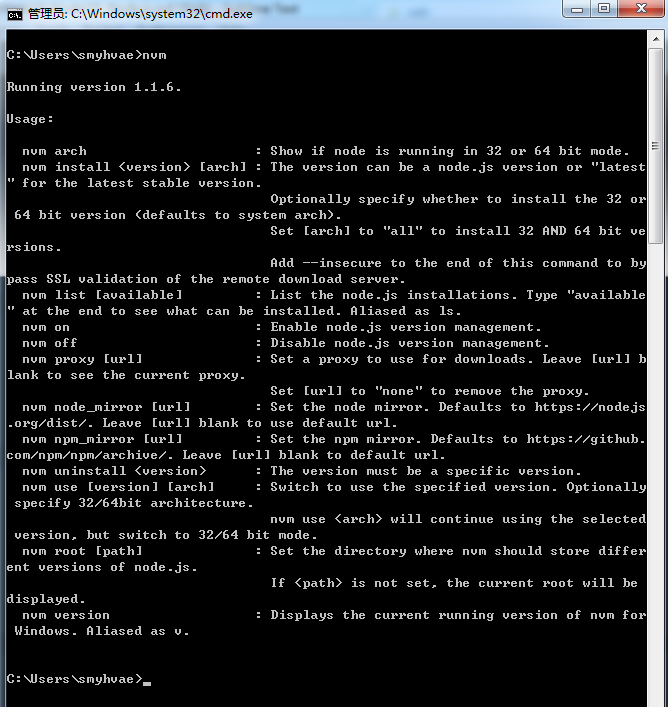 管理员: C:\Windows\system32\cmd.exe
C:\Users\smyhvae>nvm
Running version 1.1.6.
Usage:
nvm arch : Show if node is running in 32 or 64 bit mode.
nvm install <version> [arch] : The version can be a node.js version or "latest
" for the latest stable version.
Optionally specify whether to install the 32 or
64 bit version (defaults to system arch).
Set [arch] to "all" to install 32 AND 64 bit ve
rsions.
Add --insecure to the end of this command to by
pass SSL validation of the remote download server.
nvm list [available] : List the node.js installations. Type "available
" at the end to see what can be installed. Aliased as ls.
nvm on : Enable node.js version management.
nvm off : Disable node.js version management.
nvm proxy [url] : Set a proxy to use for downloads. Leave [url] b
lank to see the current proxy.
Set [url] to "none" to remove the proxy.
nvm node_mirror [url] : Set the node mirror. Defaults to https://nodejs
.org/dist/. Leave [url] blank to use default url.
nvm npm_mirror [url] : Set the npm mirror. Defaults to https://github.
com/npm/npm/archive/. Leave [url] blank to default url.
nvm uninstall <version> : The version must be a specific version.
nvm use [version] [arch] : Switch to use the specified version. Optionally
specify 32/64bit architecture.
nvm use <arch> will continue using the selected
version, but switch to 32/64 bit mode.
nvm root [path] : Set the directory where nvm should store differ
ent versions of node.js.
If <path> is not set, the current root will be
displayed.
nvm version : Displays the current running version of nvm for
Windows. Aliased as v.
C:\Users\smyhvae>